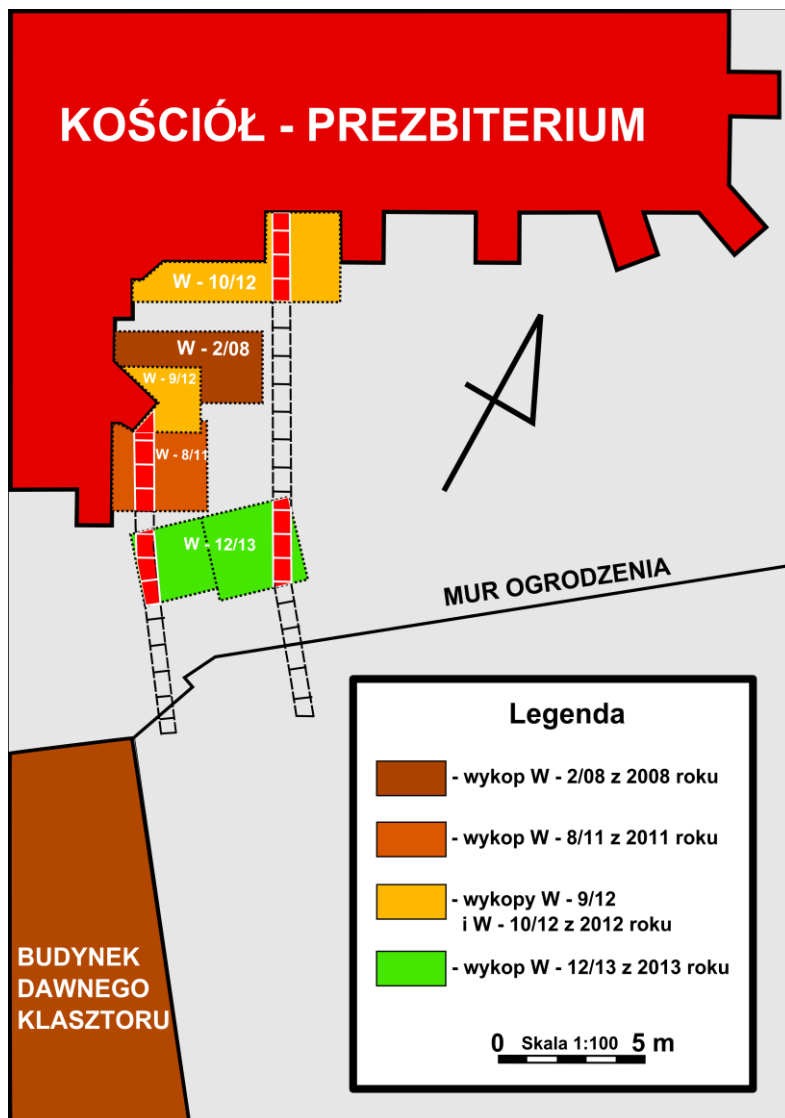 KOŚCIÓŁ - PREZBITERIUM
W - 10/12
W - 2/08
W - 9/12
W - 8/11
W - 12/13
MUR OGRODZENIA
Legenda
- wykop W - 2/08 z 2008 roku
- wykop W - 8/11 z 2011 roku
- wykopy W - 9/12
i W - 10/12 z 2012 roku
- wykop W - 12/13 z 2013 roku
0 Skala 1:100 5 m
BUDYNEK
DAWNEGO
KLASZTORU